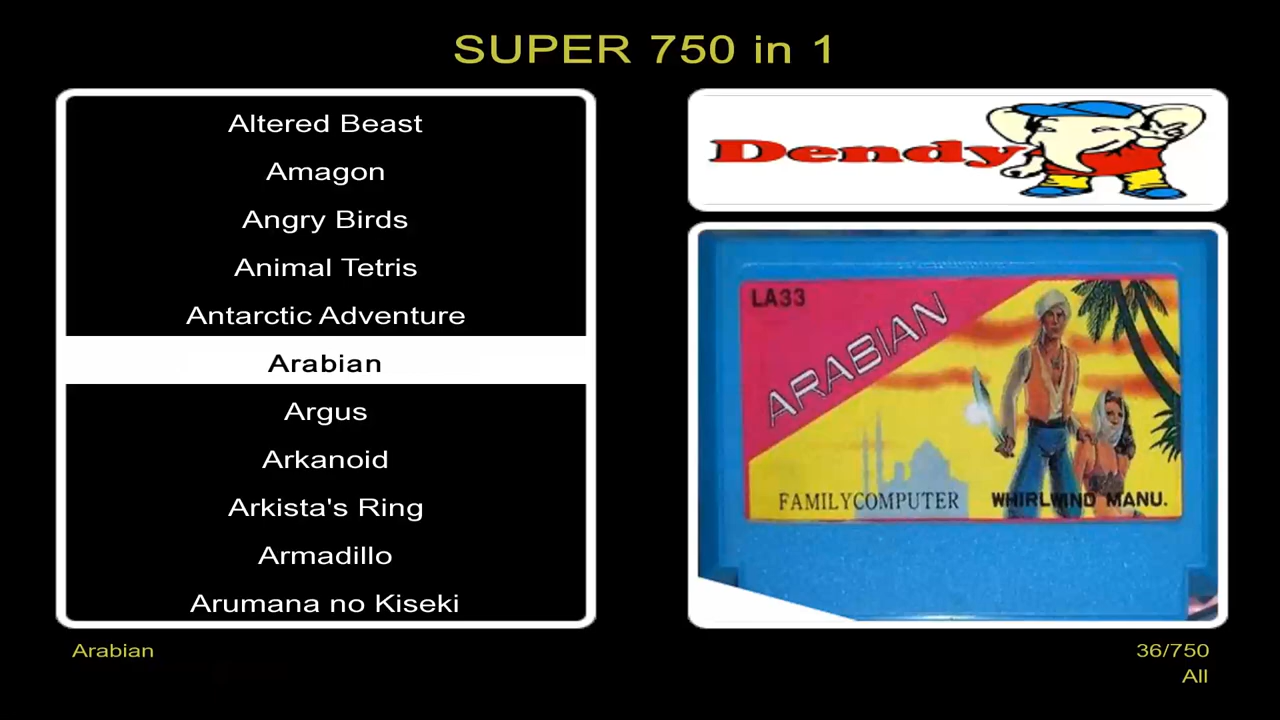 SUPER 750 in 1
Altered Beast
Amagon
Angry Birds
Animal Tetris
Antarctic Adventure
Arabian
Argus
Arkanoid
Arkista's Ring
Armadillo
Arumana no Kiseki
Dendy
LA33
ARABIAN
FAMILYCOMPUTER
WHIRLWIND MANU.
Arabian
36/750
All